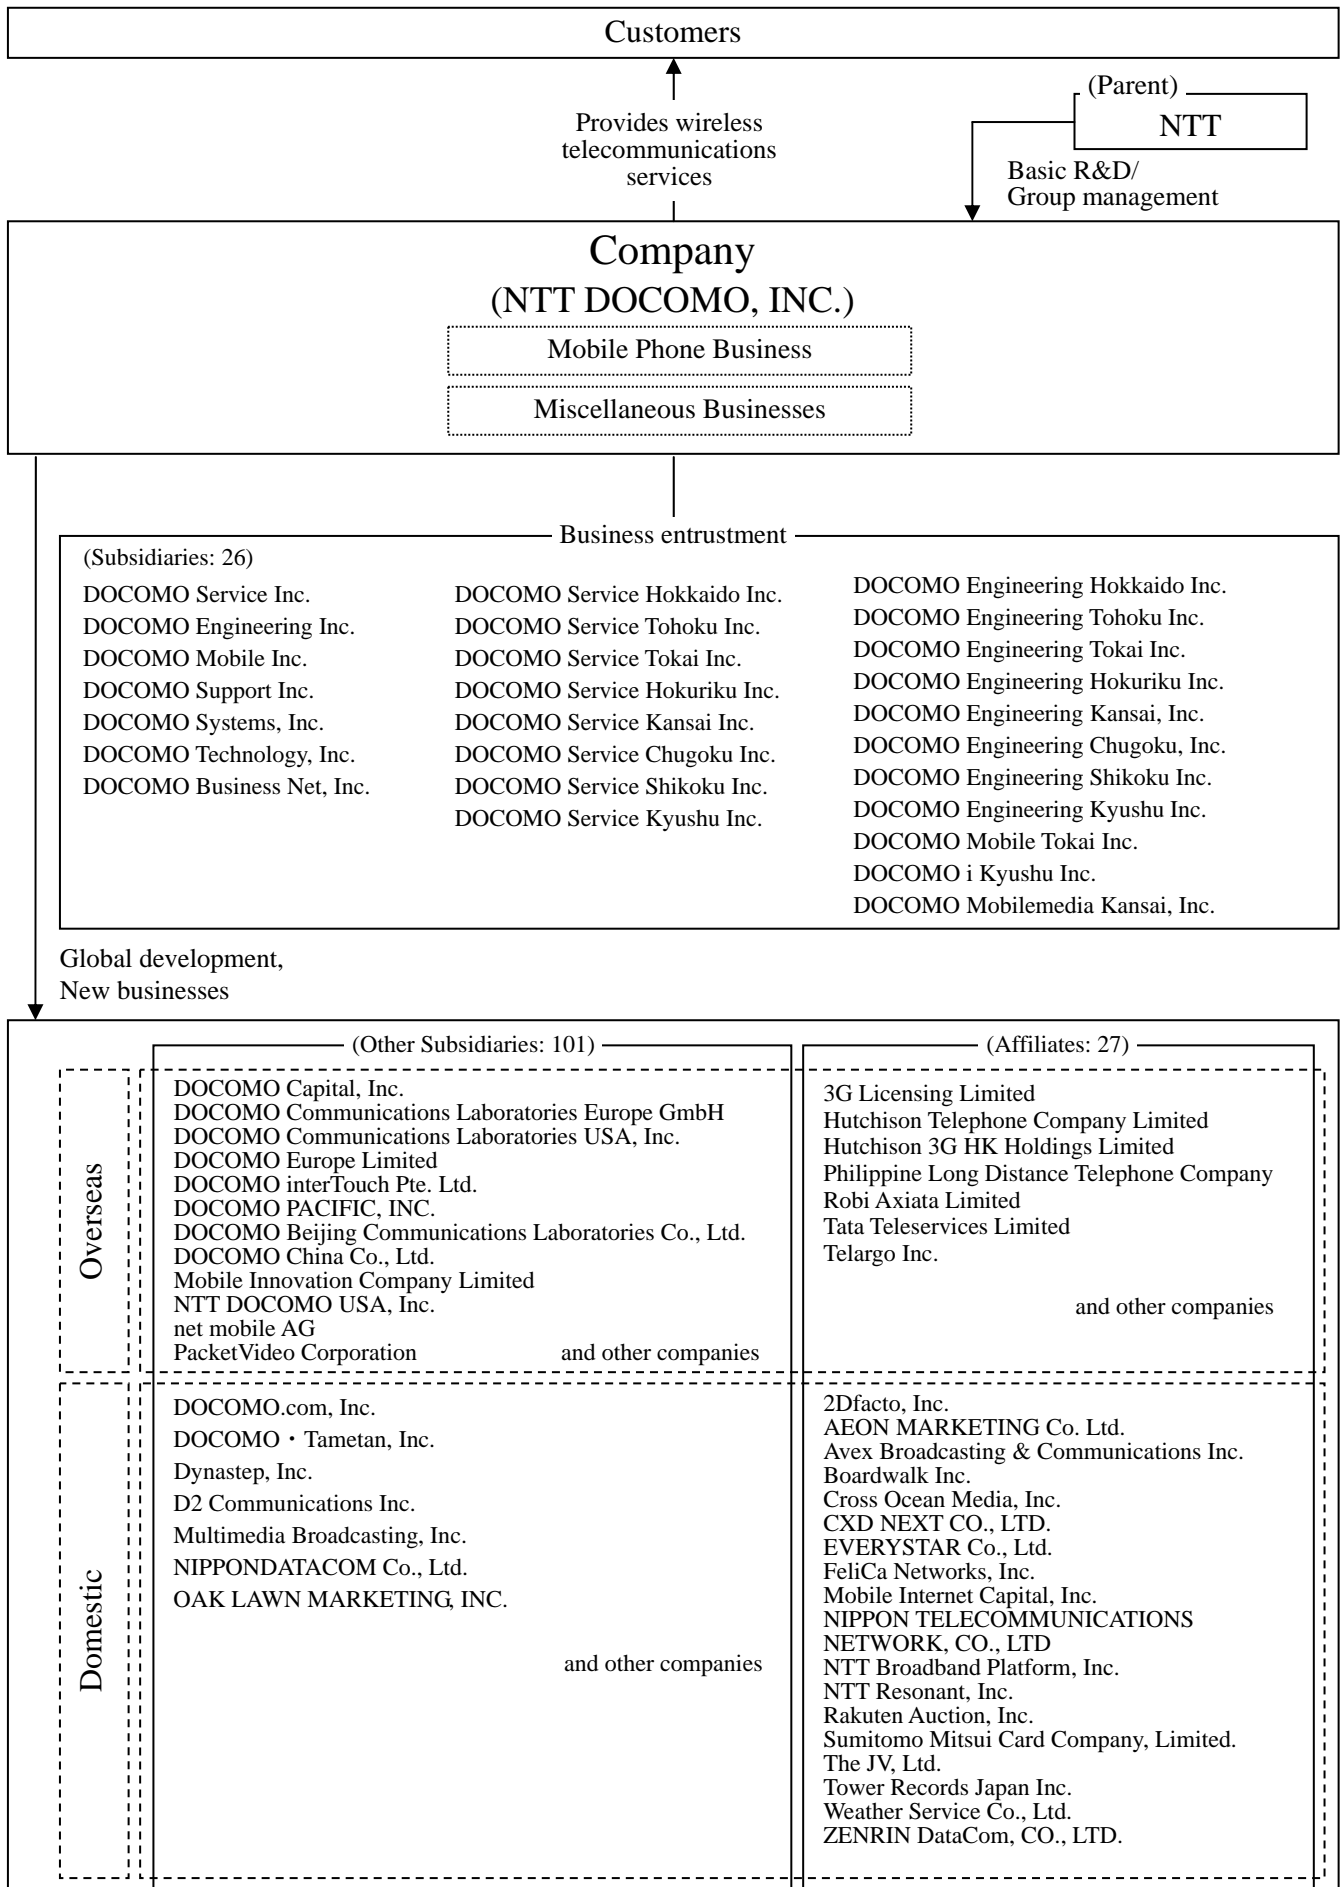 Customers
Provides wireless
telecommunications
services
(Parent)
NTT
Basic R&D/
Group management
Company
(NTT DOCOMO, INC.)
Mobile Phone Business
Miscellaneous Businesses
Business entrustment
(Subsidiaries: 26)
DOCOMO Service Inc.
DOCOMO Engineering Inc.
DOCOMO Mobile Inc.
DOCOMO Support Inc.
DOCOMO Systems, Inc.
DOCOMO Technology, Inc.
DOCOMO Business Net, Inc.
DOCOMO Service Hokkaido Inc.
DOCOMO Service Tohoku Inc.
DOCOMO Service Tokai Inc.
DOCOMO Service Hokuriku Inc.
DOCOMO Service Kansai Inc.
DOCOMO Service Chugoku Inc.
DOCOMO Service Shikoku Inc.
DOCOMO Service Kyushu Inc.
DOCOMO Engineering Hokkaido Inc.
DOCOMO Engineering Tohoku Inc.
DOCOMO Engineering Tokai Inc.
DOCOMO Engineering Hokuriku Inc.
DOCOMO Engineering Kansai, Inc.
DOCOMO Engineering Chugoku, Inc.
DOCOMO Engineering Shikoku Inc.
DOCOMO Engineering Kyushu Inc.
DOCOMO Mobile Tokai Inc.
DOCOMO i Kyushu Inc.
DOCOMO Mobilemedia Kansai, Inc.
Global development,
New businesses
(Other Subsidiaries: 101)
(Affiliates: 27)
Overseas
DOCOMO Capital, Inc.
DOCOMO Communications Laboratories Europe GmbH
DOCOMO Communications Laboratories USA, Inc.
DOCOMO Europe Limited
DOCOMO interTouch Pte. Ltd.
DOCOMO PACIFIC, INC.
DOCOMO Beijing Communications Laboratories Co., Ltd.
DOCOMO China Co., Ltd.
Mobile Innovation Company Limited
NTT DOCOMO USA, Inc.
net mobile AG
PacketVideo Corporation and other companies
3G Licensing Limited
Hutchison Telephone Company Limited
Hutchison 3G HK Holdings Limited
Philippine Long Distance Telephone Company
Robi Axiata Limited
Tata Teleservices Limited
Telargo Inc.
and other companies
Domestic
DOCOMO.com, Inc.
DOCOMO・Tametan, Inc.
Dynastep, Inc.
D2 Communications Inc.
Multimedia Broadcasting, Inc.
NIPPONDATACOM Co., Ltd.
OAK LAWN MARKETING, INC.
and other companies
2Dfacto, Inc.
AEON MARKETING Co. Ltd.
Avex Broadcasting & Communications Inc.
Boardwalk Inc.
Cross Ocean Media, Inc.
CXD NEXT CO., LTD.
EVERYSTAR Co., Ltd.
FeliCa Networks, Inc.
Mobile Internet Capital, Inc.
NIPPON TELECOMMUNICATIONS
NETWORK, CO., LTD
NTT Broadband Platform, Inc.
NTT Resonant, Inc.
Rakuten Auction, Inc.
Sumitomo Mitsui Card Company, Limited.
The JV, Ltd.
Tower Records Japan Inc.
Weather Service Co., Ltd.
ZENRIN DataCom, CO., LTD.